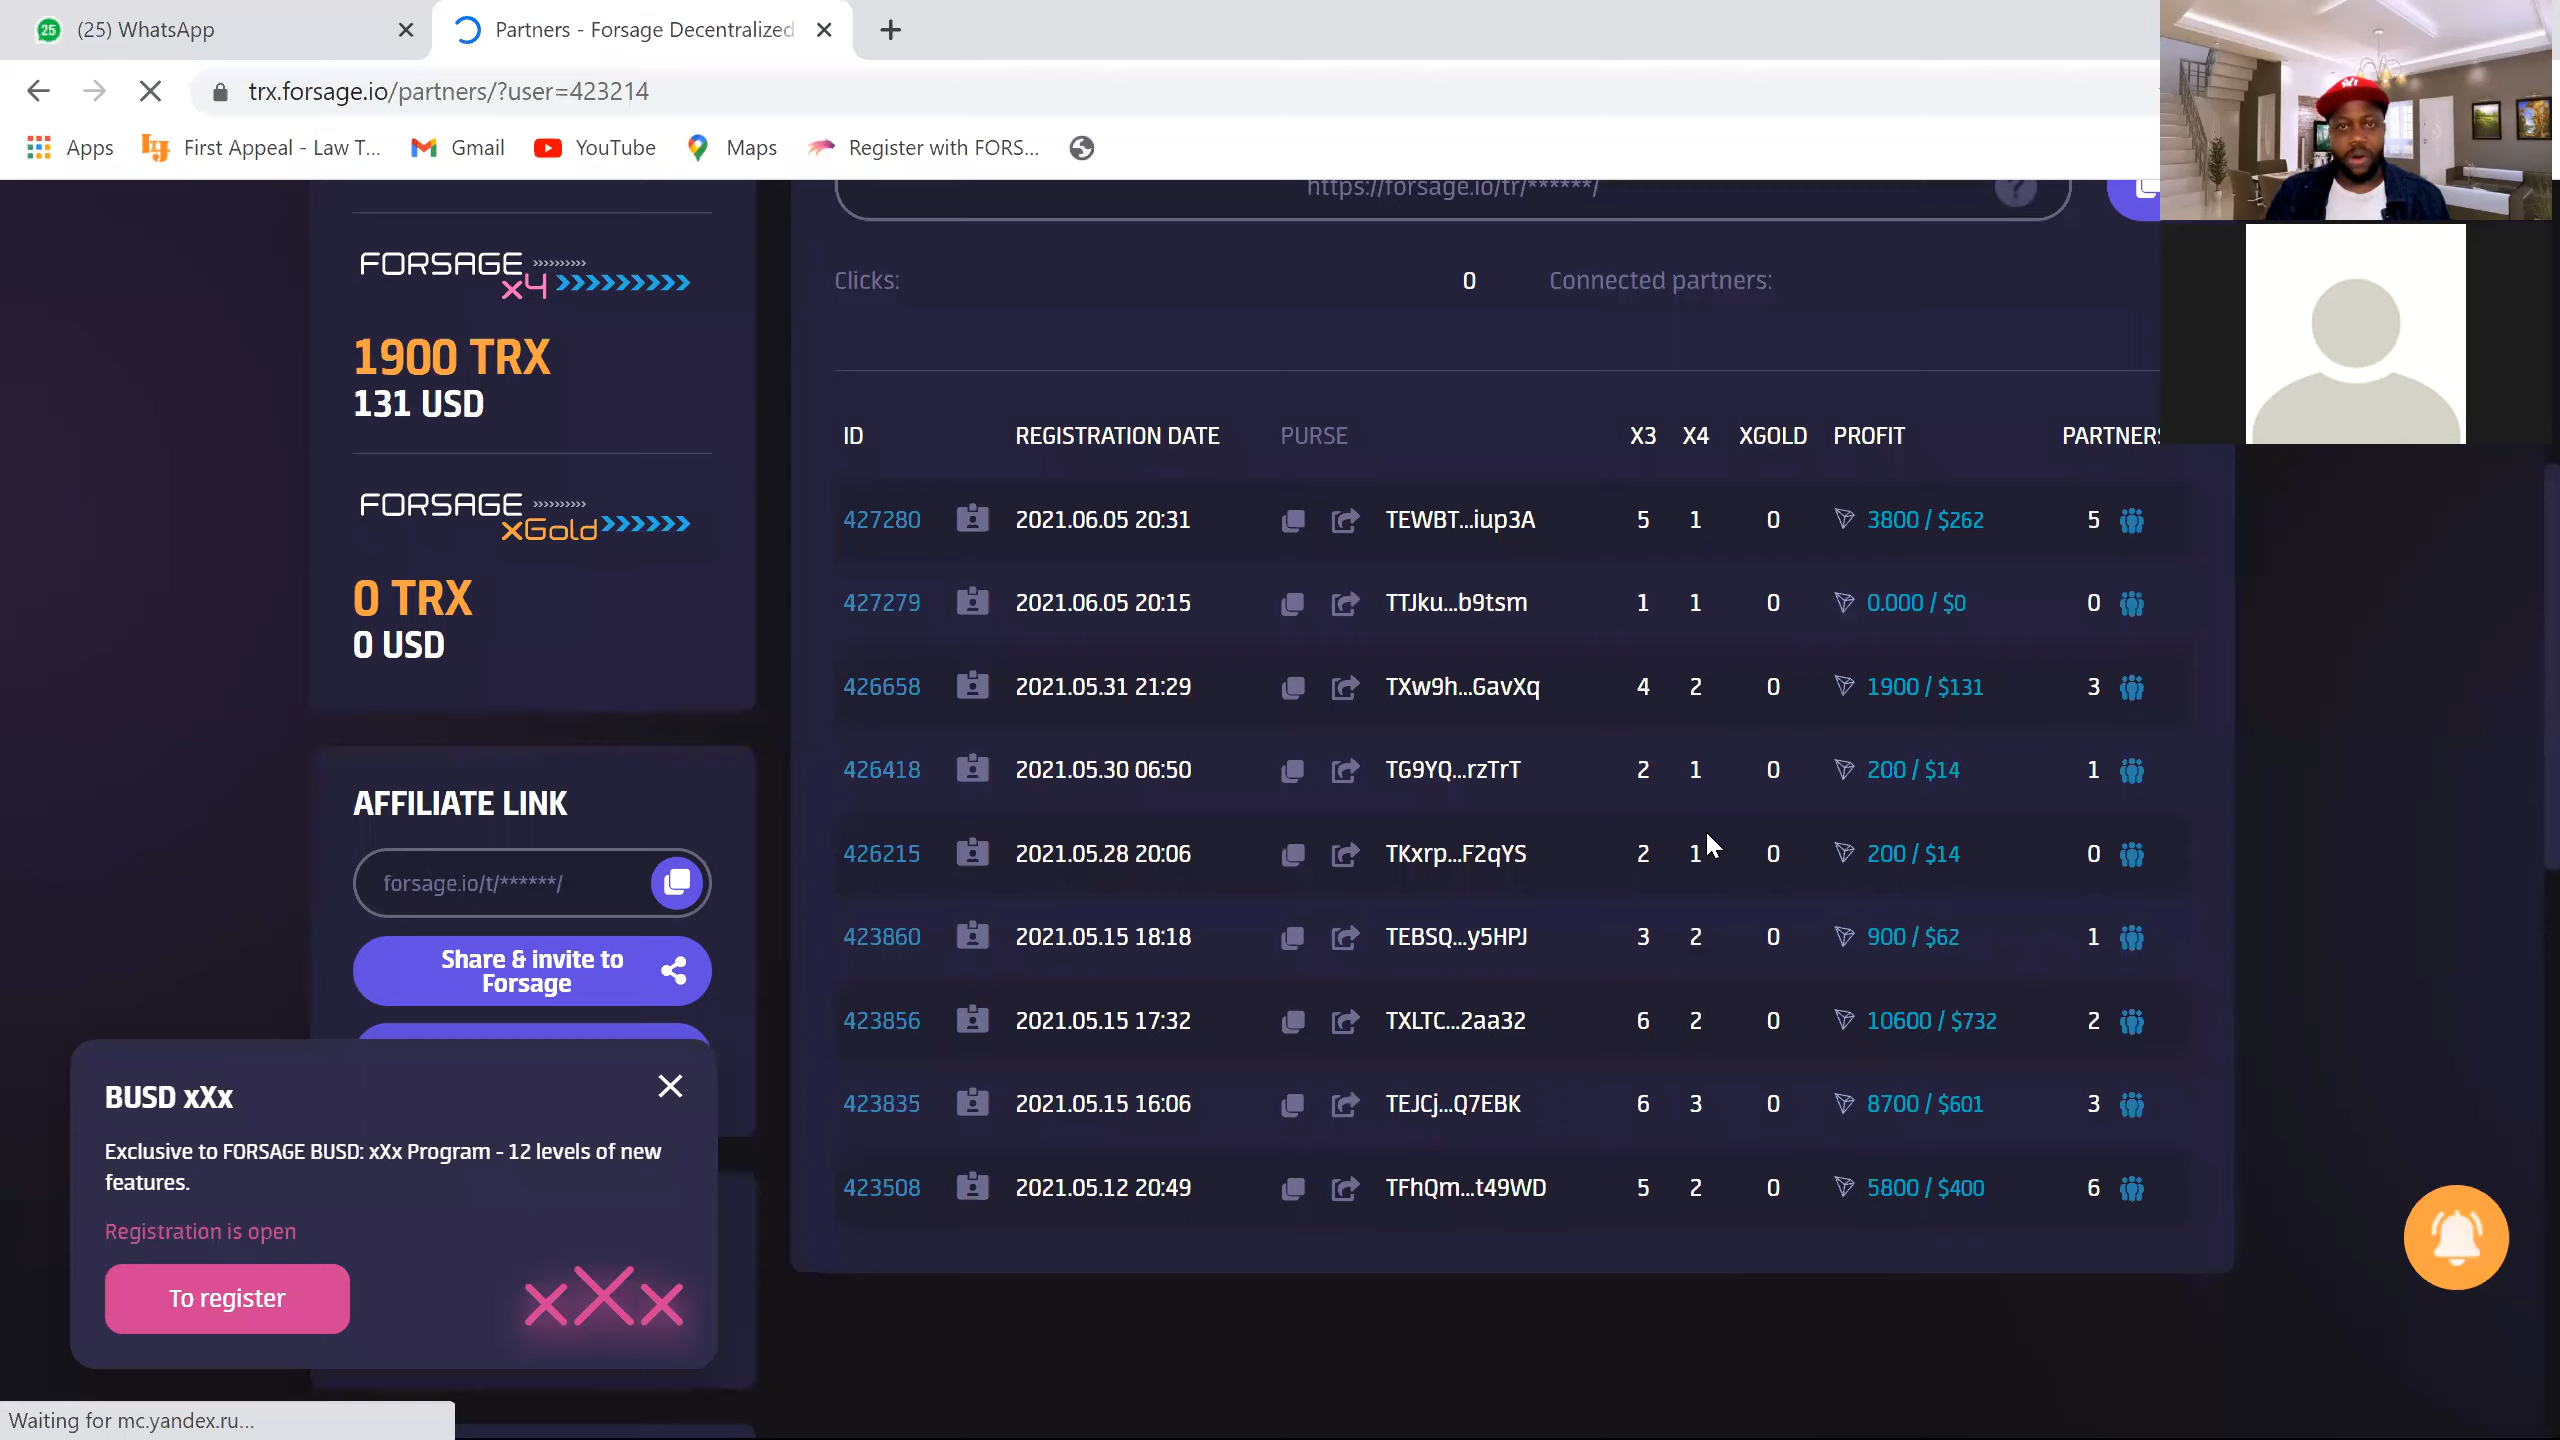 25
(25) WhatsApp
Partners - Forsage Decentralized
trx.forsage.io/partners/?user=423214
Apps
First Appeal - Law T...
Gmail
YouTube
Maps
Register with FORS...
FORSAGE
x4
1900 TRX
131 USD
FORSAGE
xGold
0 TRX
0 USD
AFFILIATE LINK
forsage.io/t/******/
Share & invite to
Forsage
BUSD xXx
Exclusive to FORSAGE BUSD: xXx Program - 12 levels of new
features.
Registration is open
To register
xXx
Waiting for mc.yandex.ru...
https://forsage.io/tr/******/
?
Clicks: 0 Connected partners:
ID REGISTRATION DATE PURSE X3 X4 XGOLD PROFIT PARTNERS
427280 2021.06.05 20:31 TEWBT...iup3A 5 1 0 3800 / $262 5
427279 2021.06.05 20:15 TTJku...b9tsm 1 1 0 0.000 / $0 0
426658 2021.05.31 21:29 TXw9h...GavXq 4 2 0 1900 / $131 3
426418 2021.05.30 06:50 TG9YQ...rzTrT 2 1 0 200 / $14 1
426215 2021.05.28 20:06 TKxrp...F2qYS 2 1 0 200 / $14 0
423860 2021.05.15 18:18 TEBSQ...y5HPJ 3 2 0 900 / $62 1
423856 2021.05.15 17:32 TXLTC...2aa32 6 2 0 10600 / $732 2
423835 2021.05.15 16:06 TEJCj...Q7EBK 6 3 0 8700 / $601 3
423508 2021.05.12 20:49 TFhQm...t49WD 5 2 0 5800 / $400 6